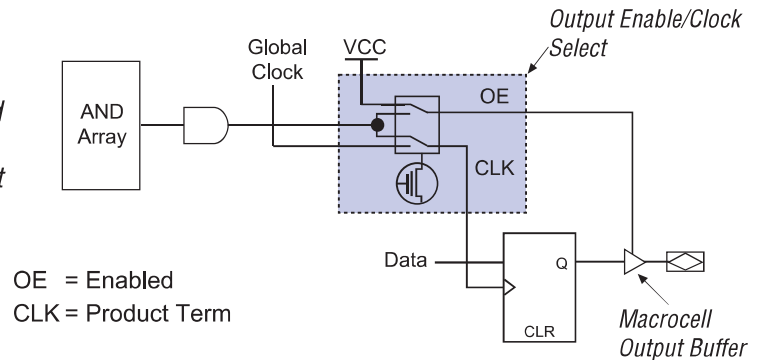 Output Enable/Clock
Select
Global
Clock
VCC
OE
AND
Array
CLK
Data
Q
CLR
OE = Enabled
CLK = Product Term
Macrocell
Output Buffer